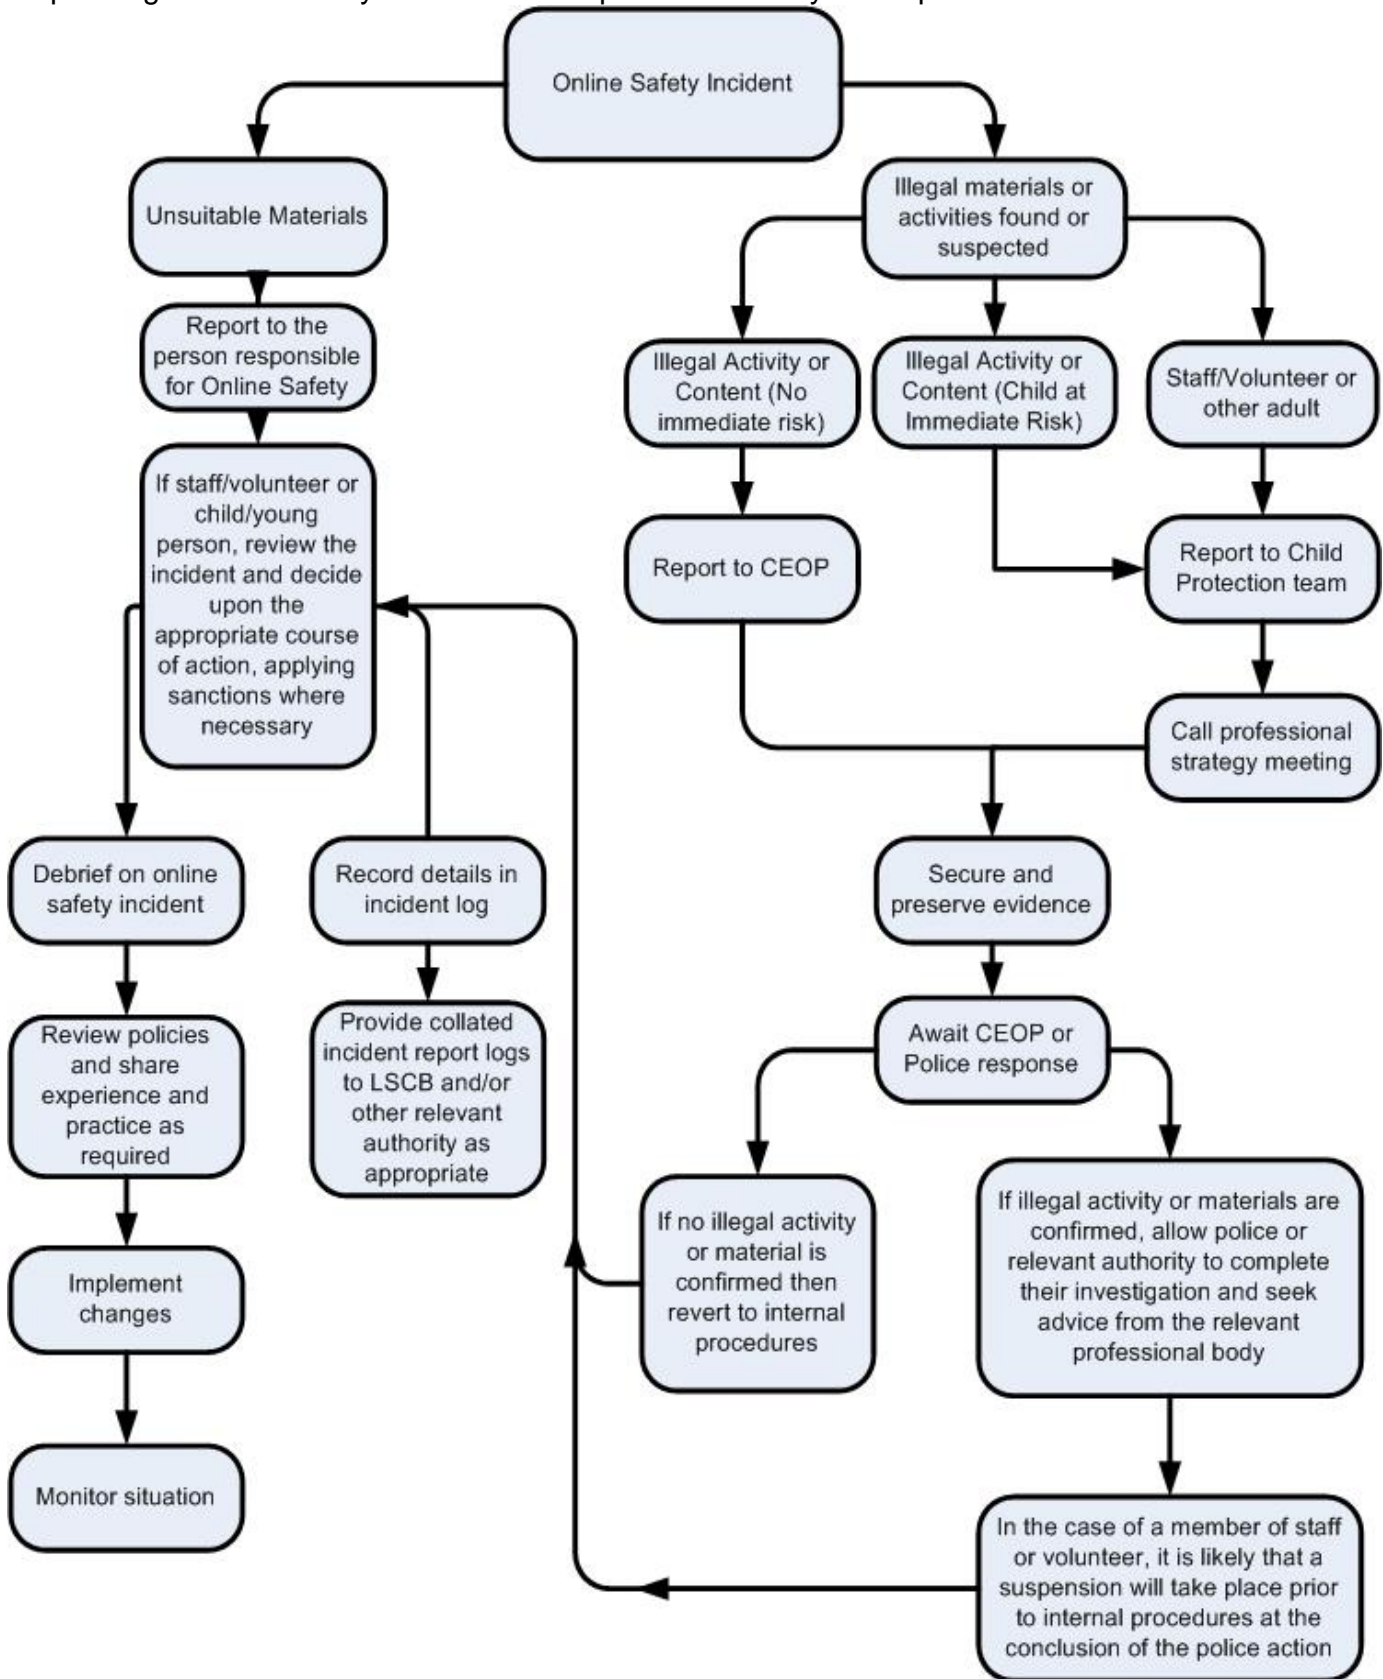 Online Safety Incident
Unsuitable Materials
Report to the
person responsible
for Online Safety
If staff/volunteer or
child/young
person, review the
incident and decide
upon the
appropriate course
of action, applying
sanctions where
necessary
Debrief on online
safety incident
Review policies
and share
experience and
practice as
required
Implement
changes
Monitor situation
Record details in
incident log
Provide collated
incident report logs
to LSCB and/or
other relevant
authority as
appropriate
Illegal materials or
activities found or
suspected
Illegal Activity or
Content (No
immediate risk)
Illegal Activity or
Content (Child at
Immediate Risk)
Staff/Volunteer or
other adult
Report to CEOP
Report to Child
Protection team
Call professional
strategy meeting
Secure and
preserve evidence
Await CEOP or
Police response
If no illegal activity
or material is
confirmed then
revert to internal
procedures
If illegal activity or materials are
confirmed, allow police or
relevant authority to complete
their investigation and seek
advice from the relevant
professional body
In the case of a member of staff
or volunteer, it is likely that a
suspension will take place prior
to internal procedures at the
conclusion of the police action